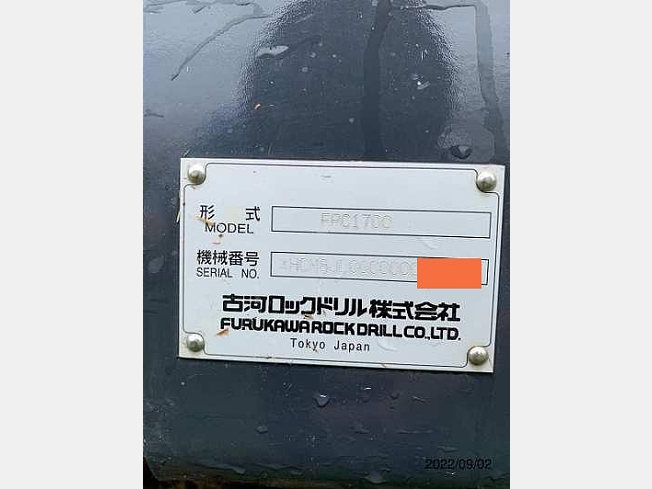 形式
MODEL
機械番号
SERIAL NO.
古河ロックドリル株式会社
FURUKAWA ROCK DRILL CO., LTD.
Tokyo Japan
2022/09/02